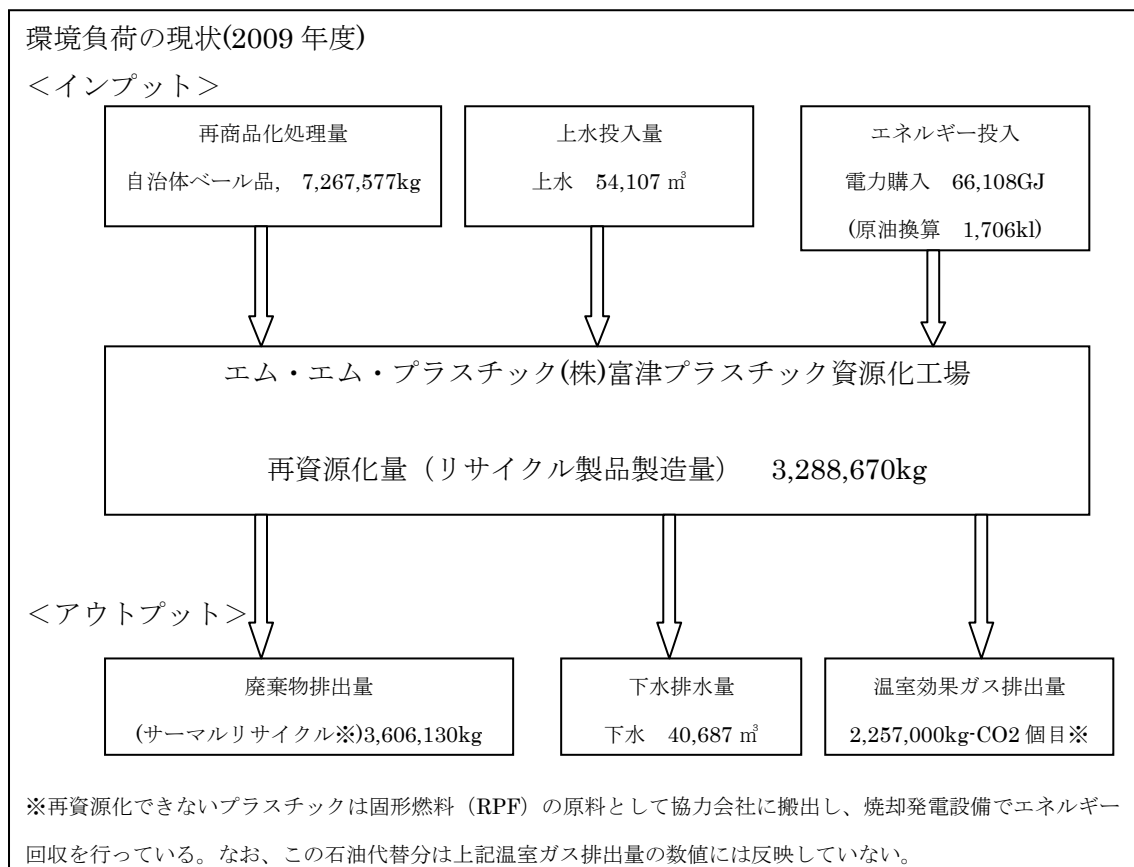 環境負荷の現状(2009 年度)
<インプット>
再商品化処理量
自治体ベール品, 7,267,577kg
上水投入量
上水 54,107 ㎥
エネルギー投入
電力購入 66,108GJ
(原油換算 1,706kl)
エム・エム・プラスチック(株)富津プラスチック資源化工場
再資源化量（リサイクル製品製造量） 3,288,670kg
<アウトプット>
廃棄物排出量
(サーマルリサイクル※)3,606,130kg
下水排水量
下水 40,687 ㎥
温室効果ガス排出量
2,257,000kg-CO2 個目※
※再資源化できないプラスチックは固形燃料（RPF）の原料として協力会社に搬出し、焼却発電設備でエネルギー
回収を行っている。なお、この石油代替分は上記温室ガス排出量の数値には反映していない。